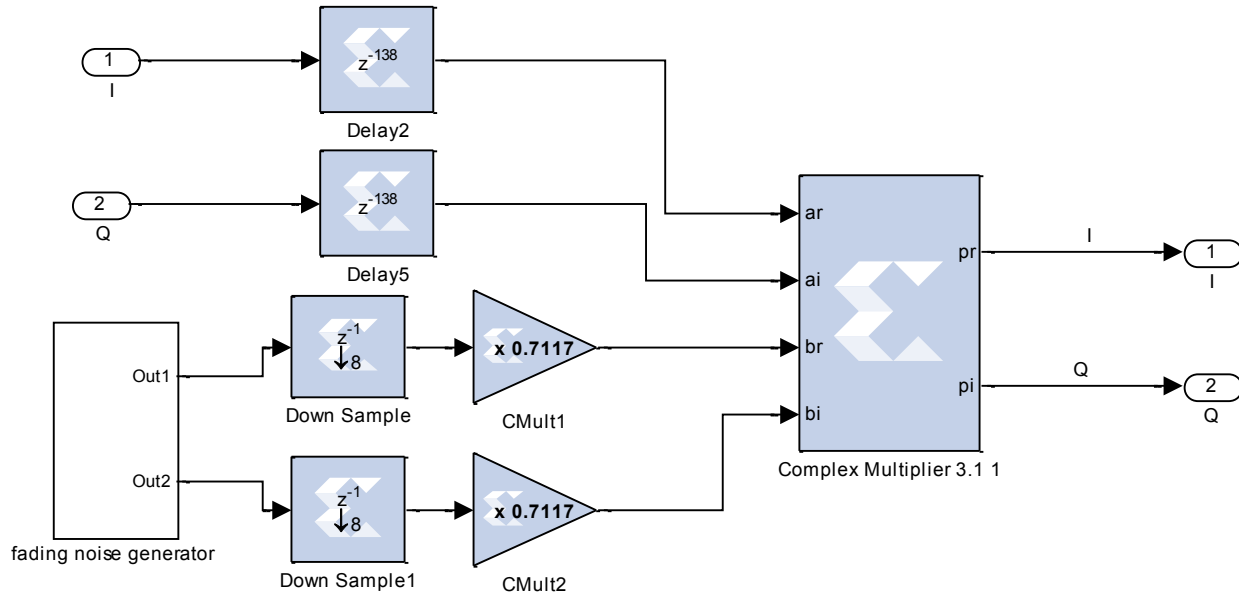 1
I
z-138
Delay2
2
Q
z-138
Delay5
ar
ai
br
bi
pr
pi
Complex Multiplier 3.1 1
I
1
I
Q
2
Q
Out1
Out2
fading noise generator
z-1
↓8
Down Sample
x 0.7117
CMult1
z-1
↓8
Down Sample1
x 0.7117
CMult2